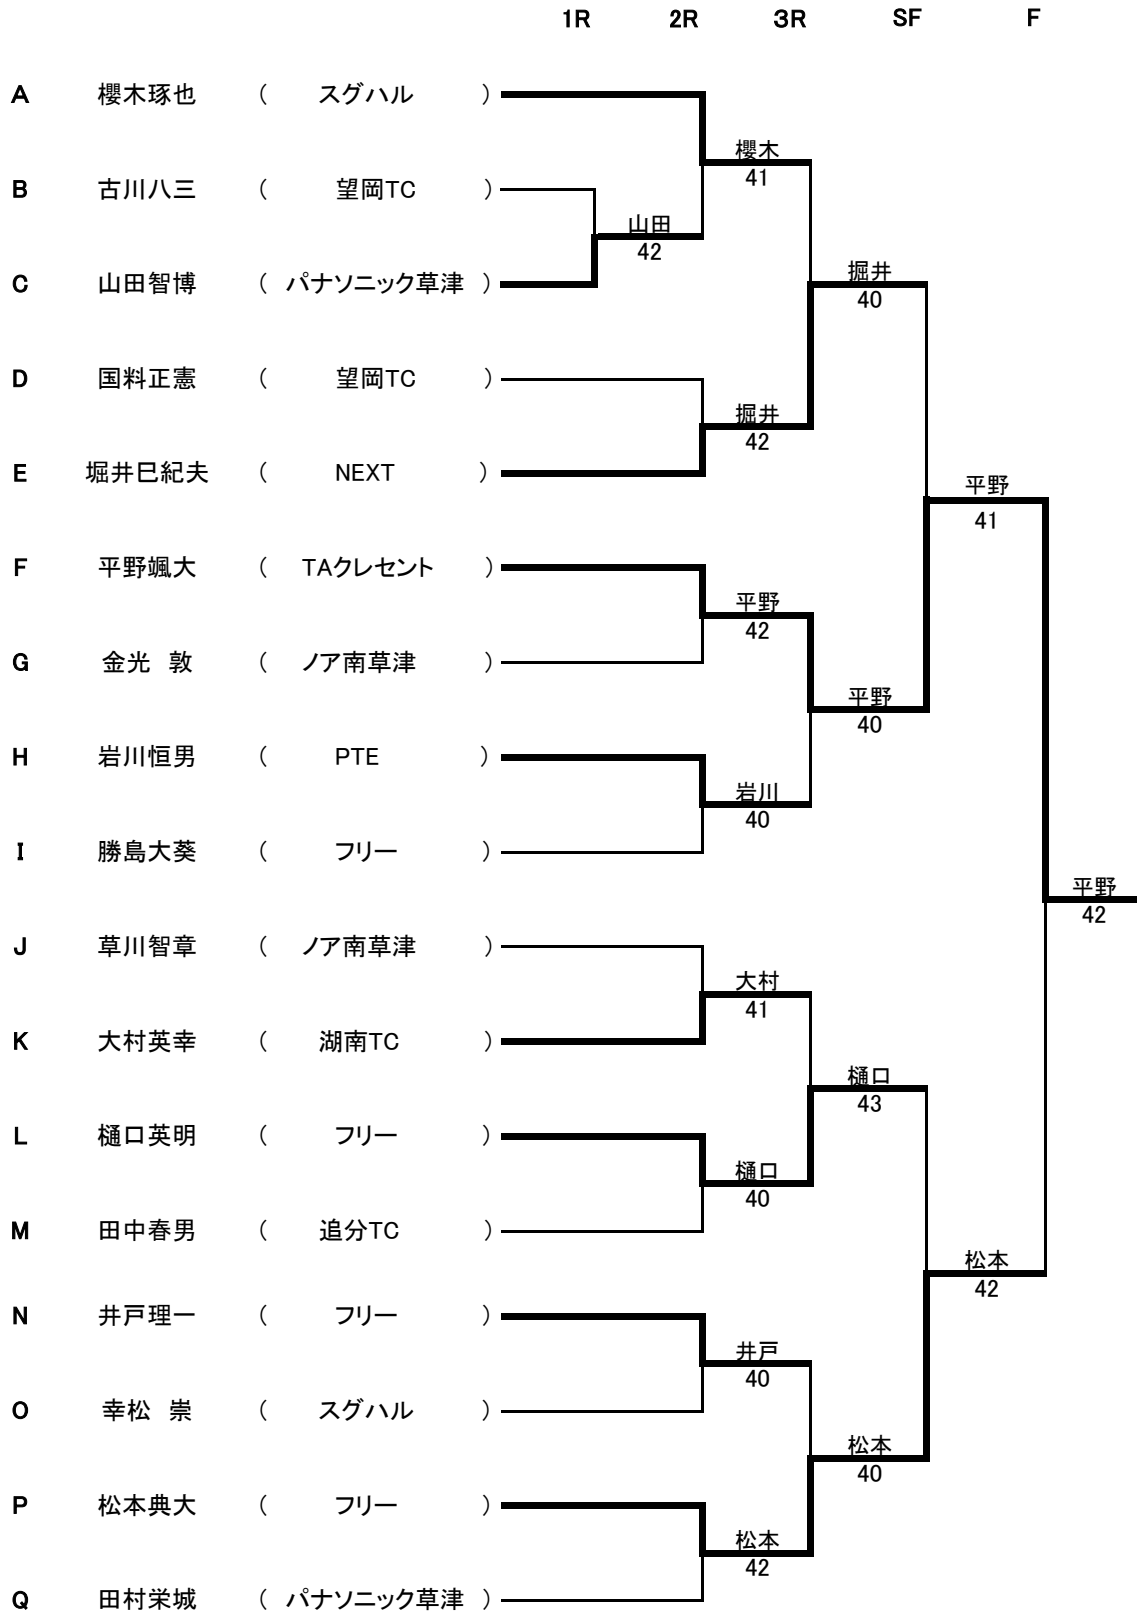 1R 2R 3R SF F
A 櫻木琢也 ( スグハル )
櫻木
41
B 古川八三 ( 望岡TC )
山田
42
C 山田智博 ( パナソニック草津 )
掘井
40
D 国料正憲 ( 望岡TC )
掘井
42
E 堀井巳紀夫 ( NEXT )
平野
41
F 平野颯大 ( TAクレセント )
平野
42
G 金光 敦 ( ノア南草津 )
平野
40
H 岩川恒男 ( PTE )
岩川
40
I 勝島大葵 ( フリー )
平野
42
J 草川智章 ( ノア南草津 )
大村
41
K 大村英幸 ( 湖南TC )
樋口
43
L 樋口英明 ( フリー )
樋口
40
M 田中春男 ( 追分TC )
松本
42
N 井戸理一 ( フリー )
井戸
40
O 幸松 崇 ( スグハル )
松本
40
P 松本典大 ( フリー )
松本
42
Q 田村栄城 ( パナソニック草津 )